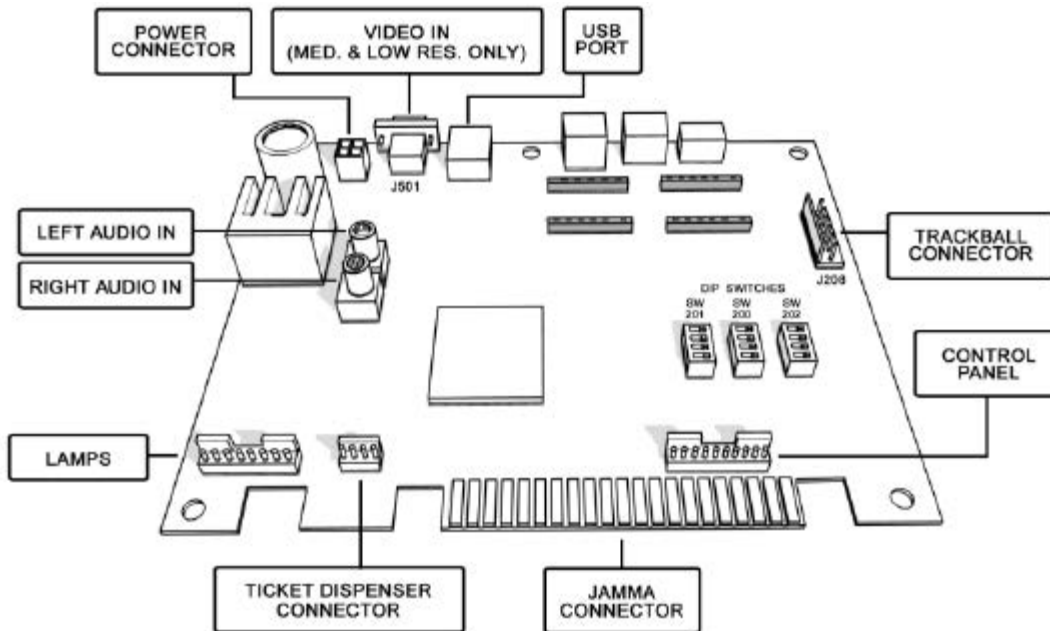 POWER
CONNECTOR
VIDEO IN
(MED. & LOW RES. ONLY)
USB
PORT
J501
LEFT AUDIO IN
RIGHT AUDIO IN
TRACKBALL
CONNECTOR
J208
DIP SWITCHES
SW
201
SW
200
SW
202
CONTROL
PANEL
LAMPS
TICKET DISPENSER
CONNECTOR
JAMMA
CONNECTOR